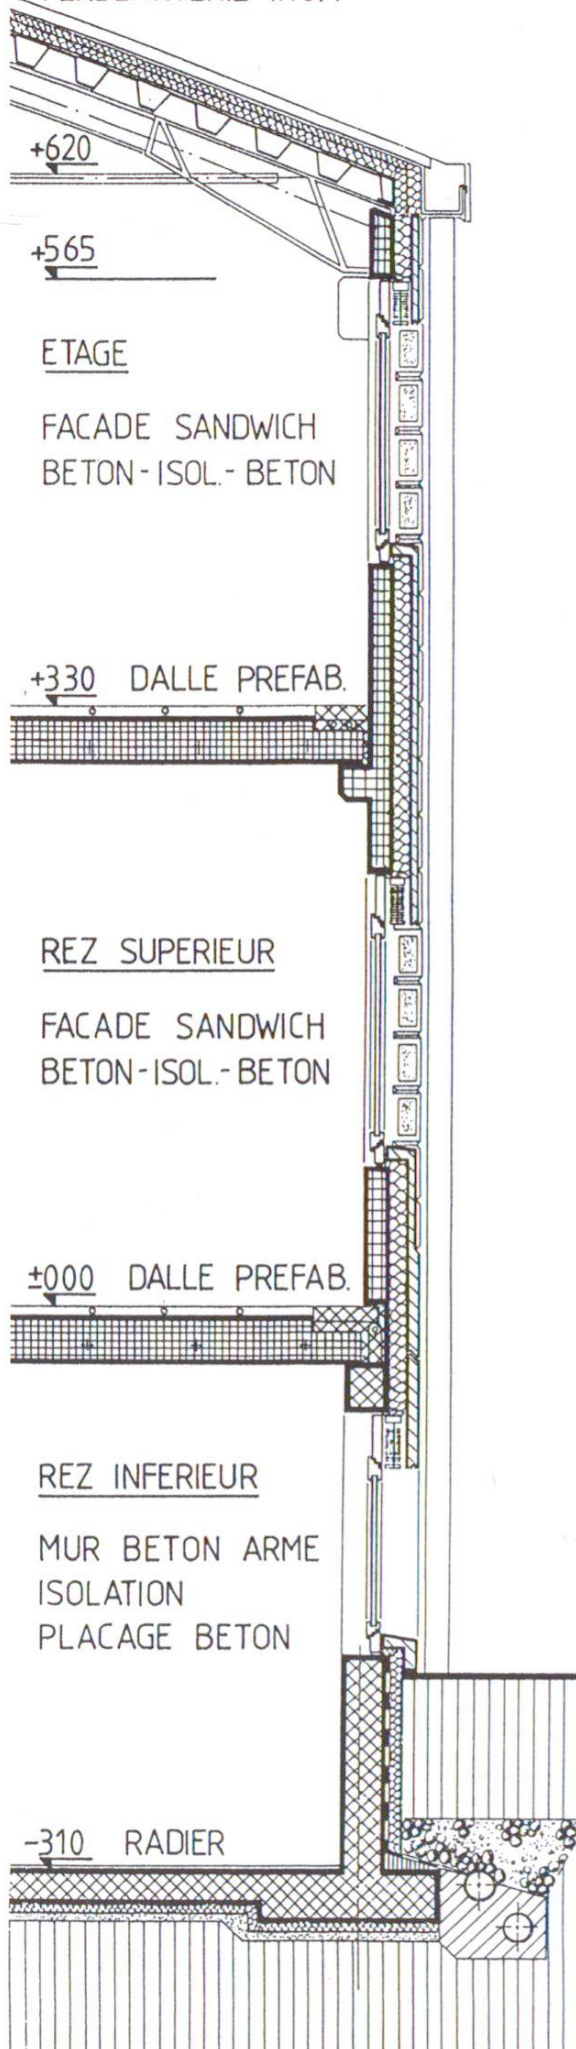 +620
+565
ETAGE
FACADE SANDWICH
BETON-ISOL.-BETON
+330 DALLE PREFAB.
REZ SUPERIEUR
FACADE SANDWICH
BETON-ISOL.-BETON
±000 DALLE PREFAB.
REZ INFERIEUR
MUR BETON ARME
ISOLATION
PLACAGE BETON
-310 RADIER